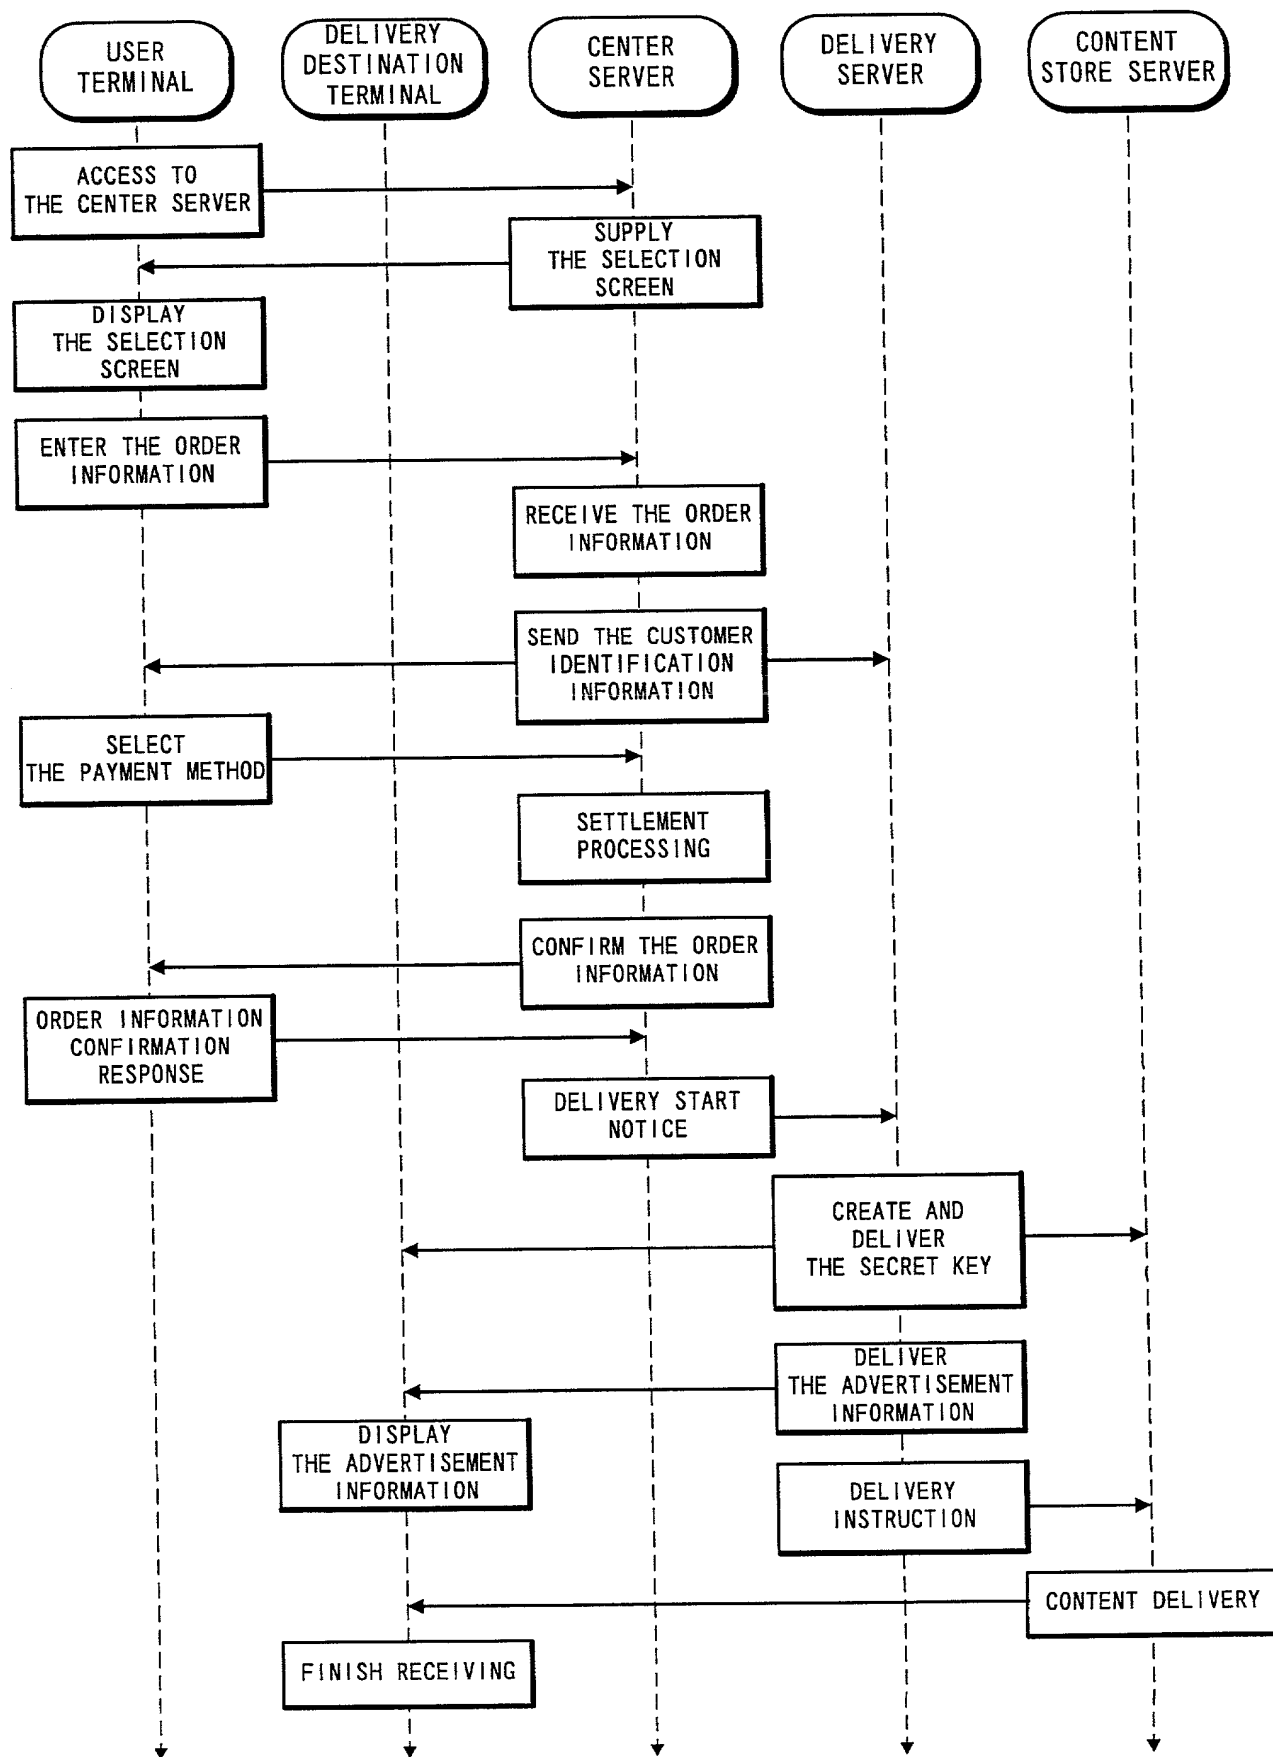 USER
TERMINAL
DELIVERY
DESTINATION
TERMINAL
CENTER
SERVER
DELIVERY
SERVER
CONTENT
STORE SERVER
ACCESS TO
THE CENTER SERVER
SUPPLY
THE SELECTION
SCREEN
DISPLAY
THE SELECTION
SCREEN
ENTER THE ORDER
INFORMATION
RECEIVE THE ORDER
INFORMATION
SEND THE CUSTOMER
IDENTIFICATION
INFORMATION
SELECT
THE PAYMENT METHOD
SETTLEMENT
PROCESSING
CONFIRM THE ORDER
INFORMATION
ORDER INFORMATION
CONFIRMATION
RESPONSE
DELIVERY START
NOTICE
CREATE AND
DELIVER
THE SECRET KEY
DELIVER
THE ADVERTISEMENT
INFORMATION
DISPLAY
THE ADVERTISEMENT
INFORMATION
DELIVERY
INSTRUCTION
CONTENT DELIVERY
FINISH RECEIVING